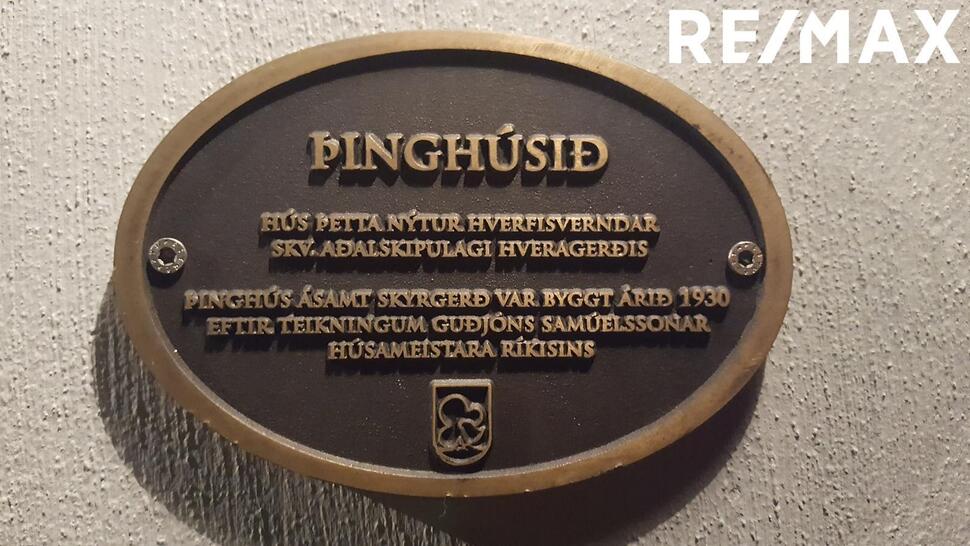 RE/MAX
ÞINGHÚSIÐ
HÚS ÞETTA NÝTUR HVERFISVERNDAR
SKV. AÐALSKIPULAGI HVERAGERÐIS
ÞINGHÚS ÁSAMT SKYRGERÐ VAR BYGGT ÁRIÐ 1930
EFTIR TEIKNINGUM GUÐJÓNS SAMÚELSSONAR
HÚSAMEISTARA RÍKISINS